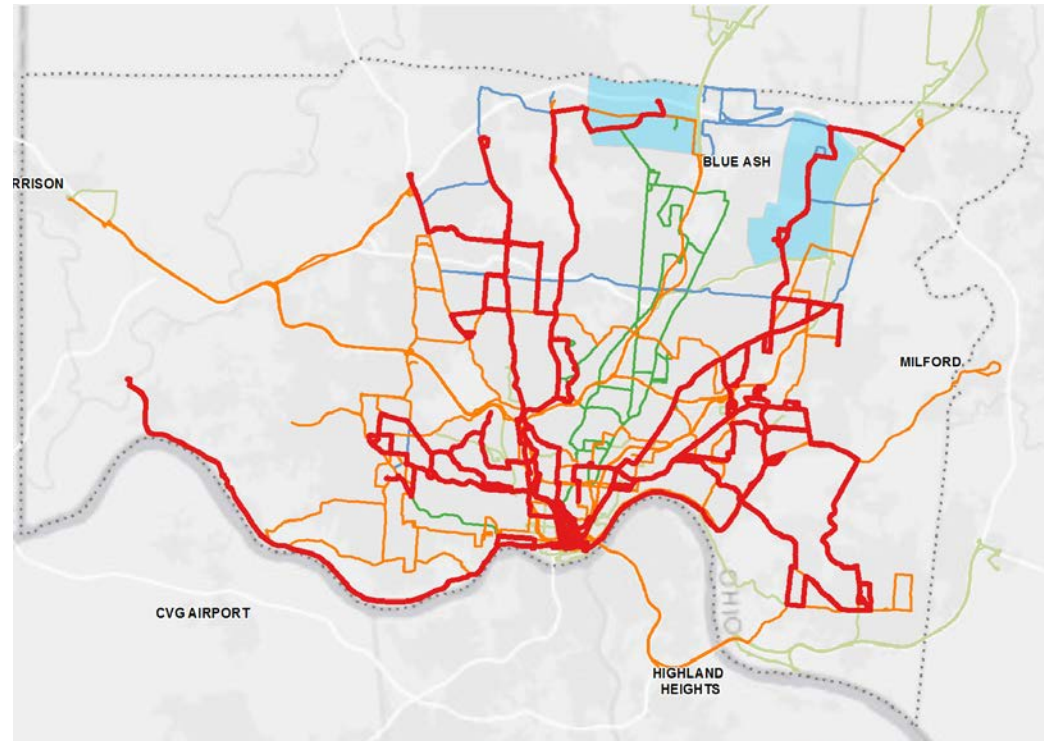 BLUE ASH
RRISON
MILFORD
OHIO
CVG AIRPORT
HIGHLAND
HEIGHTS